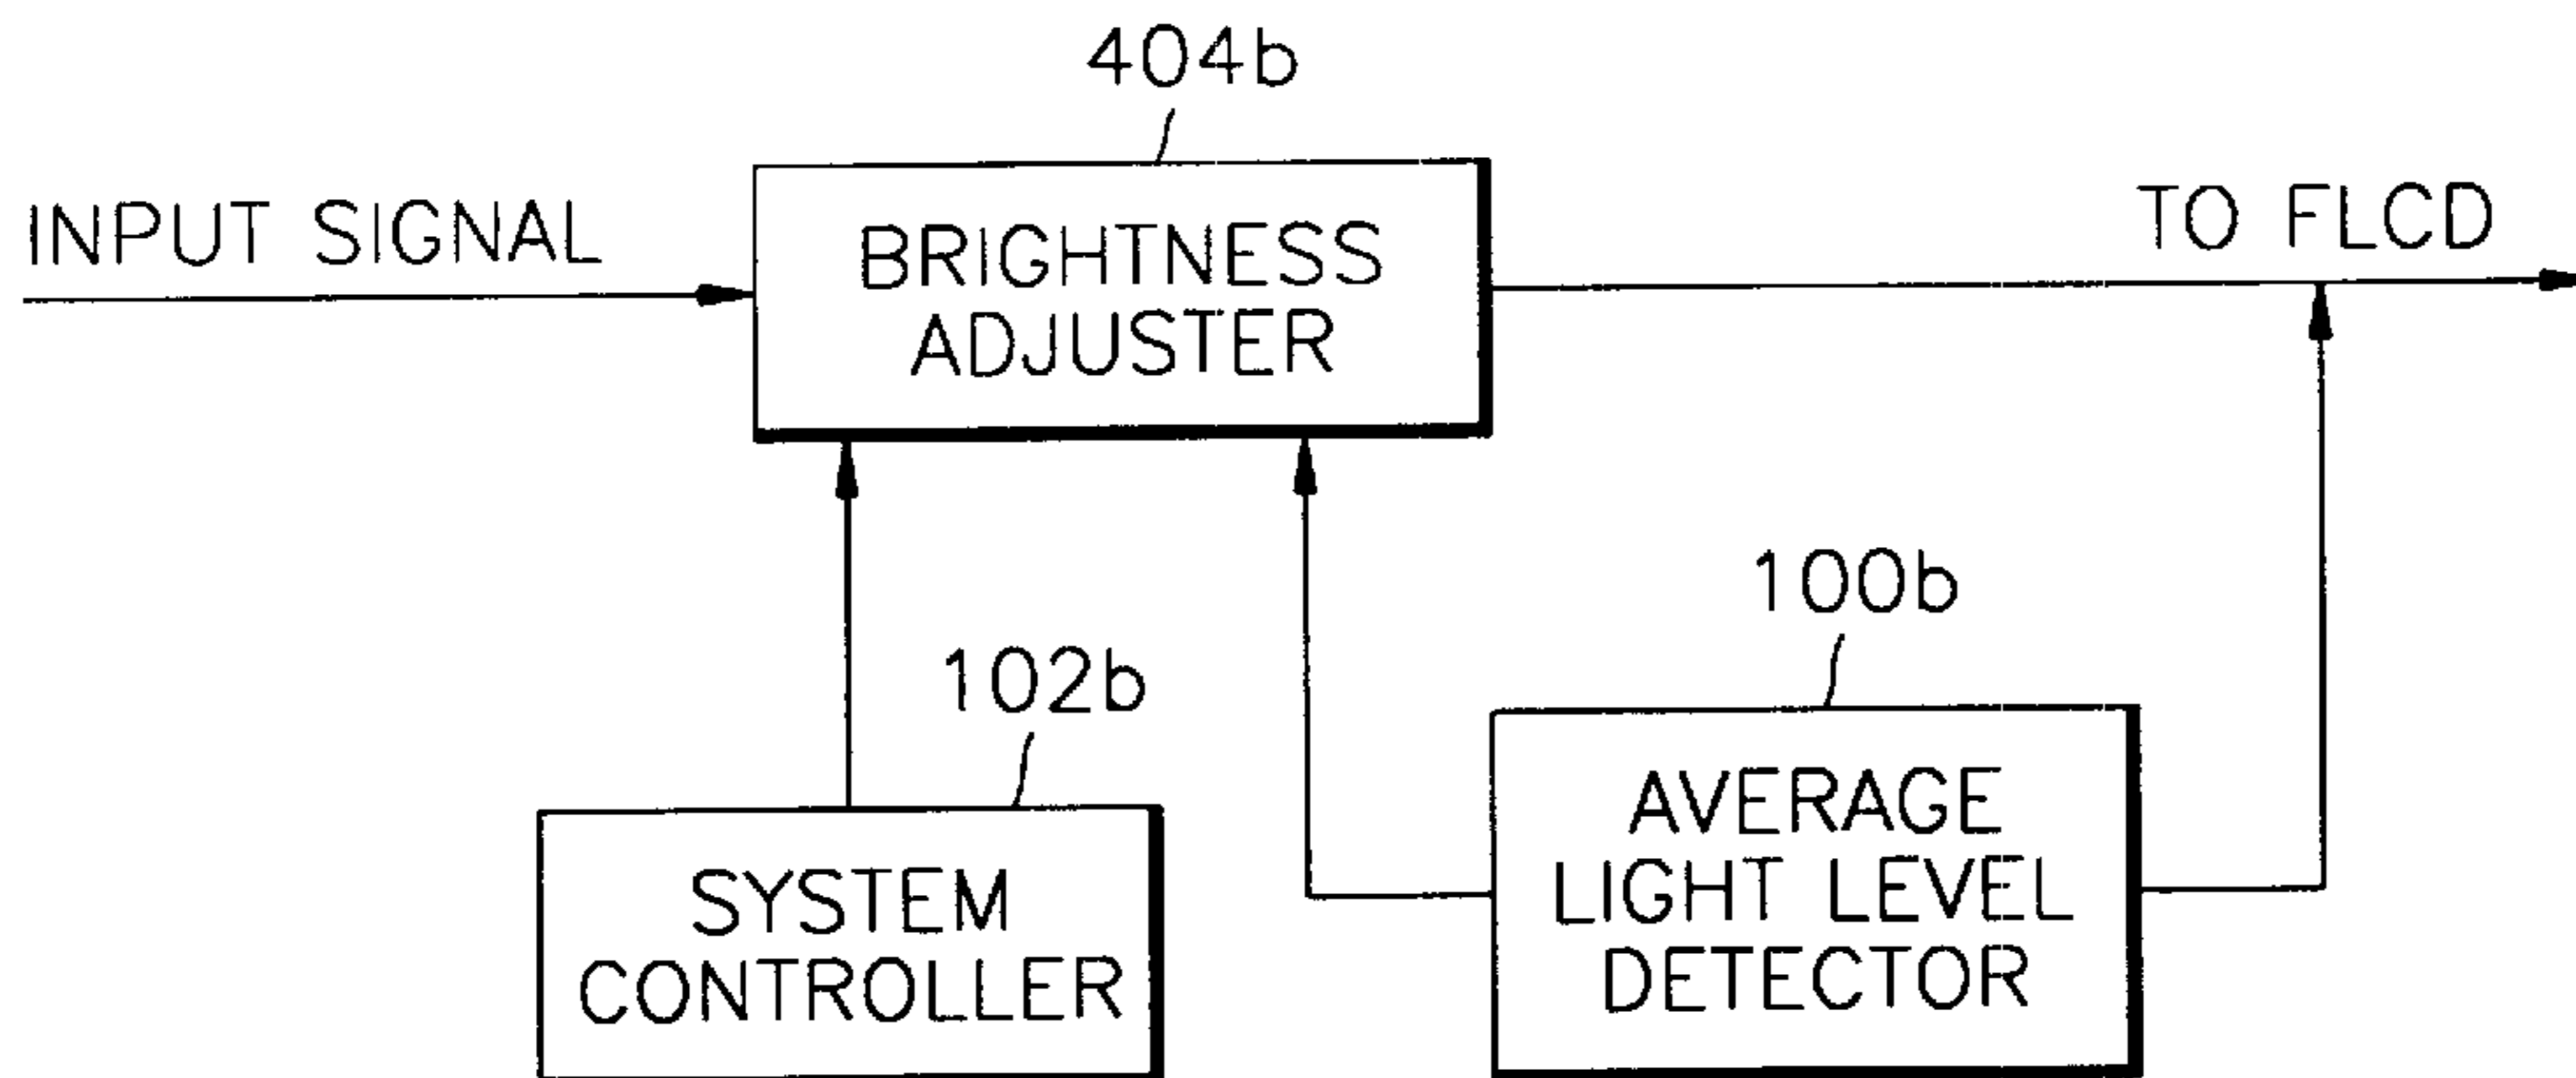 404b
INPUT SIGNAL
BRIGHTNESS
ADJUSTER
TO FLCD
100b
102b
AVERAGE
LIGHT LEVEL
DETECTOR
SYSTEM
CONTROLLER